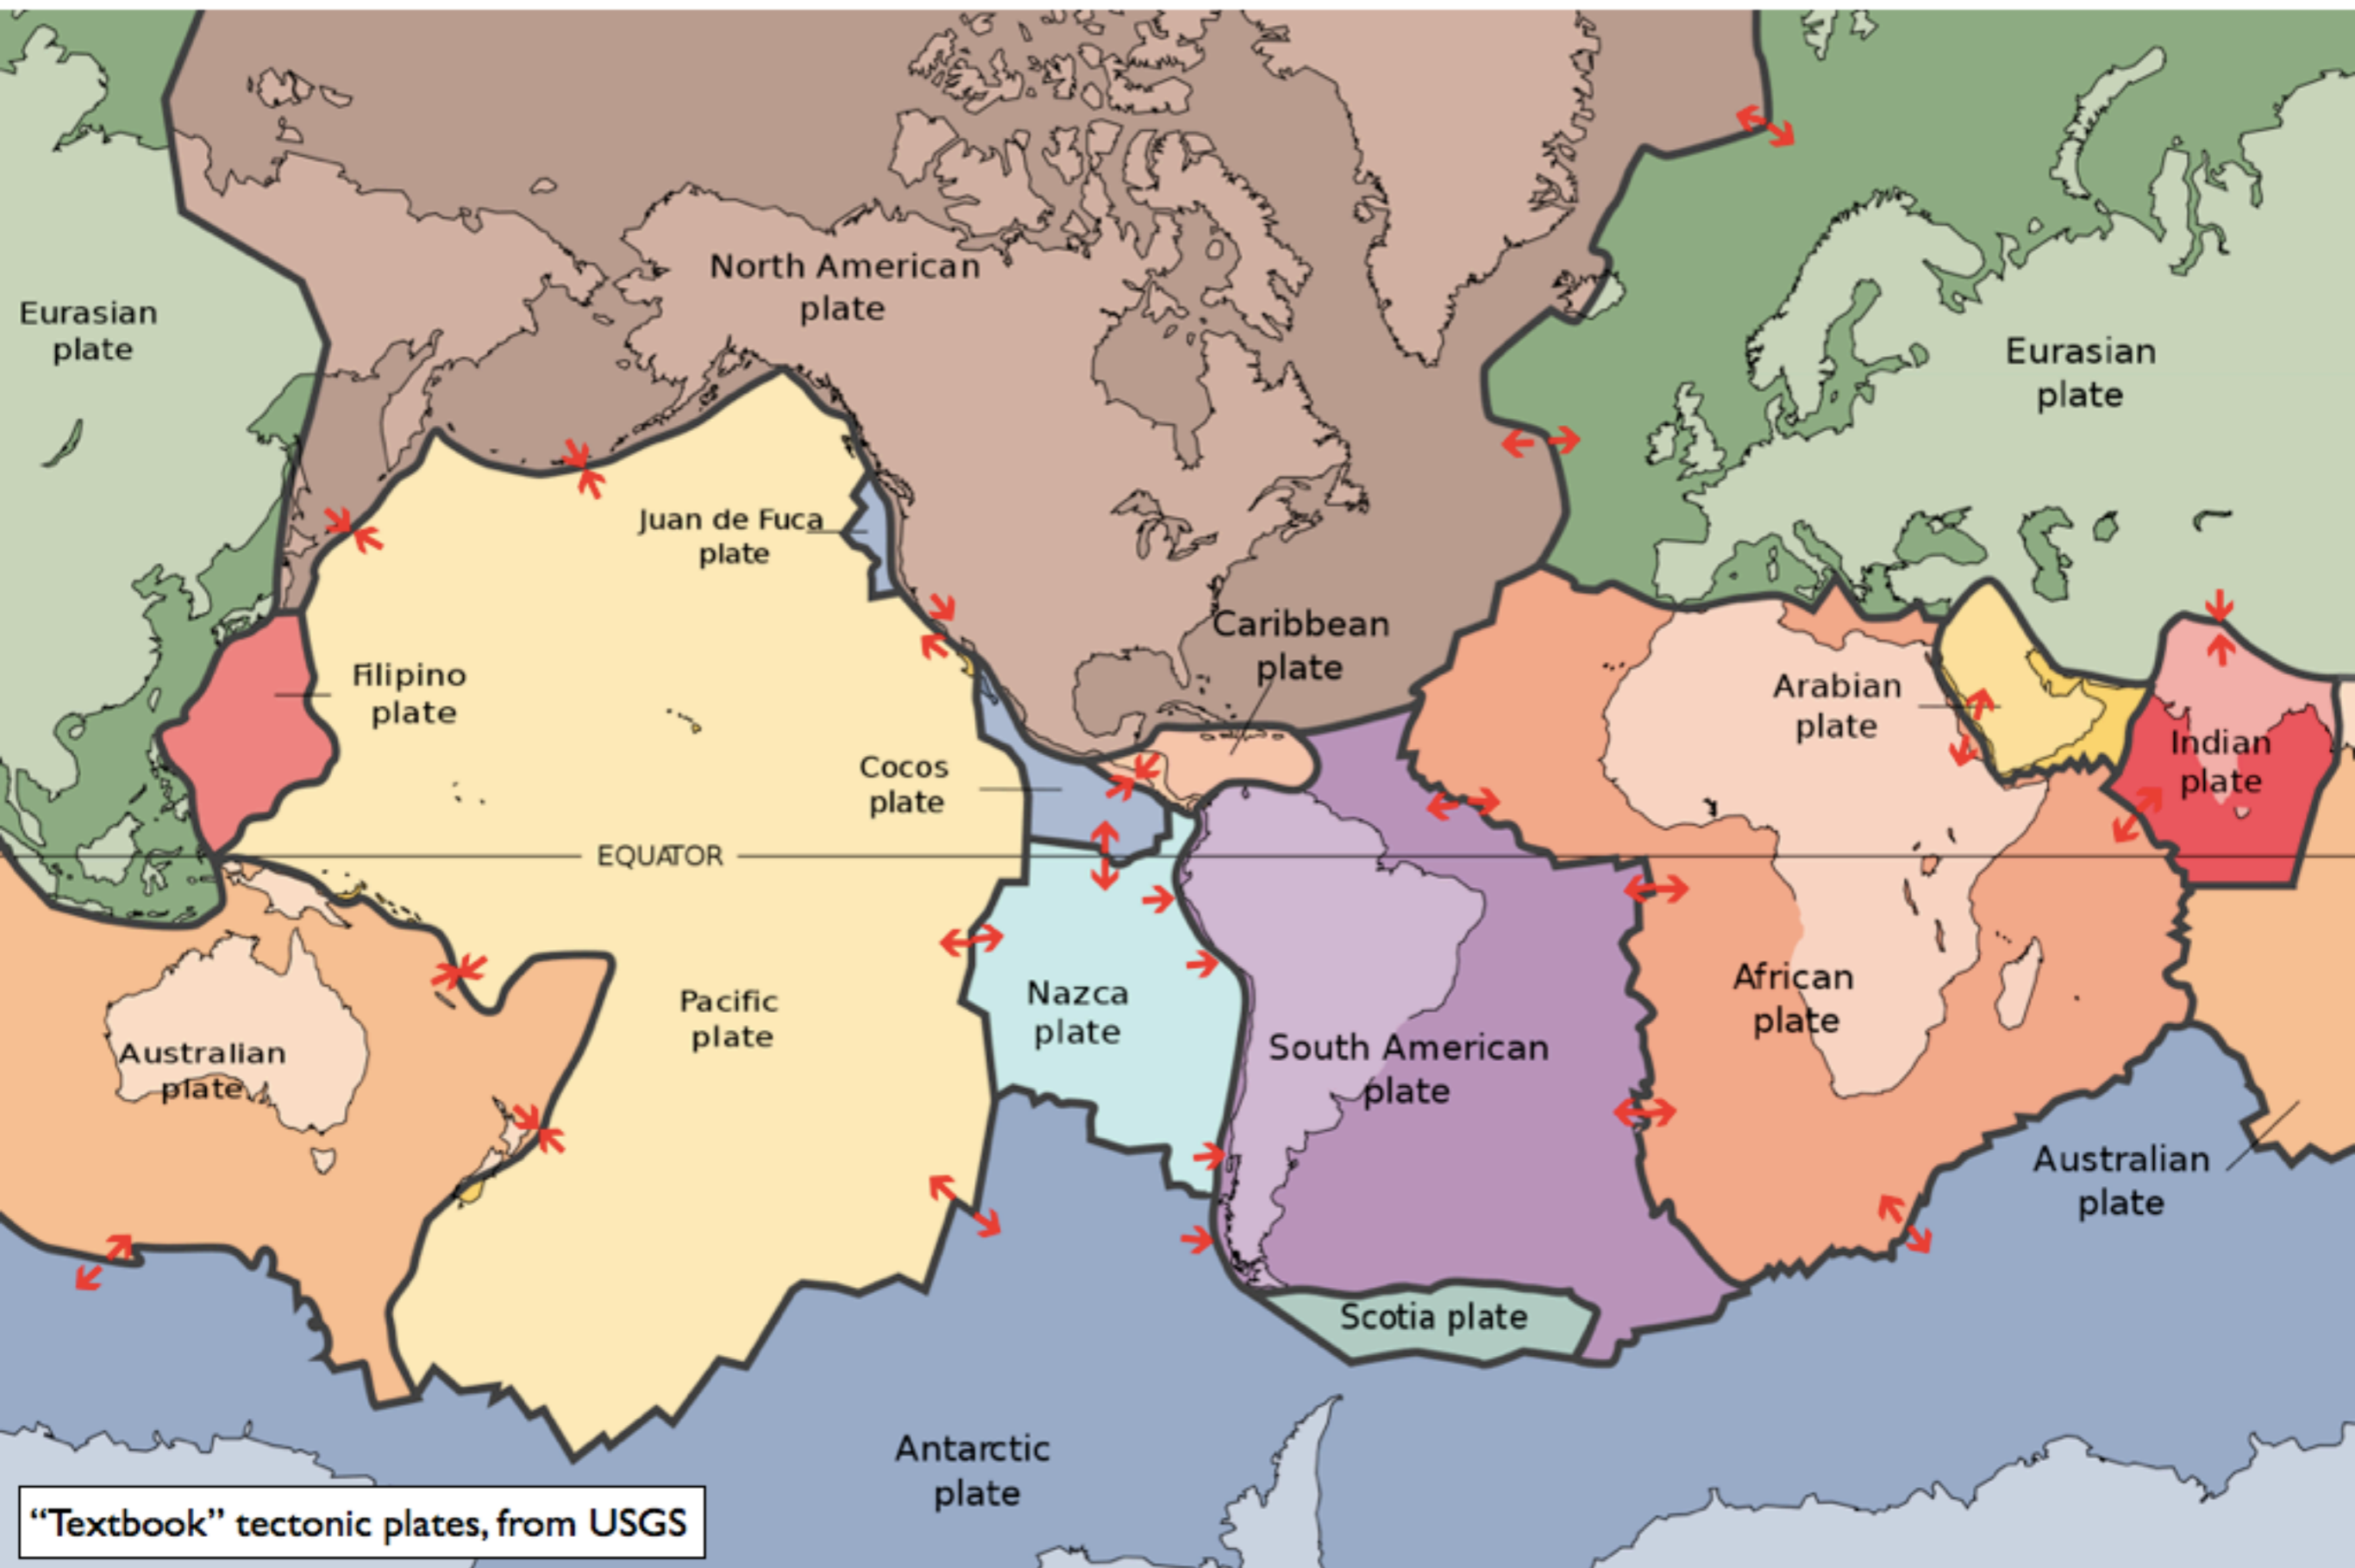 North American
plate
Eurasian
plate
Eurasian
plate
Juan de Fuca
plate
Caribbean
plate
Filipino
plate
Arabian
plate
Indian
plate
Cocos
plate
EQUATOR
Nazca
plate
African
plate
Pacific
plate
South American
plate
Australian
plate
Australian
plate
Scotia plate
Antarctic
plate
“Textbook” tectonic plates, from USGS